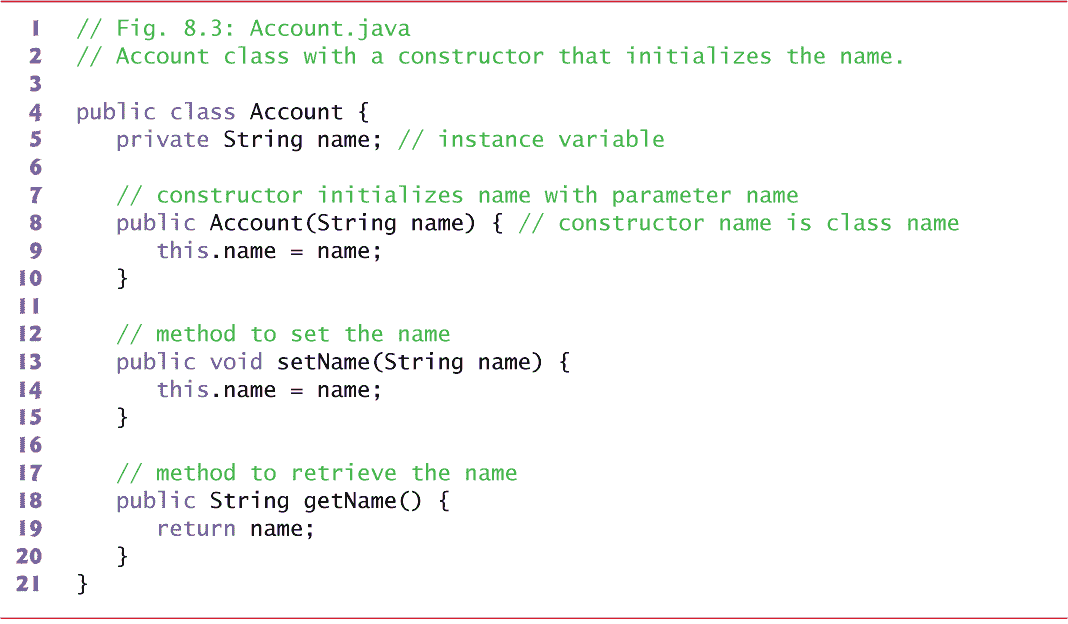 1 // Fig. 8.3: Account.java
2 // Account class with a constructor that initializes the name.
3
4 public class Account {
5    private String name; // instance variable
6
7    // constructor initializes name with parameter name
8    public Account(String name) { // constructor name is class name
9       this.name = name;
10    }
11
12    // method to set the name
13    public void setName(String name) {
14       this.name = name;
15    }
16
17    // method to retrieve the name
18    public String getName() {
19       return name;
20    }
21 }